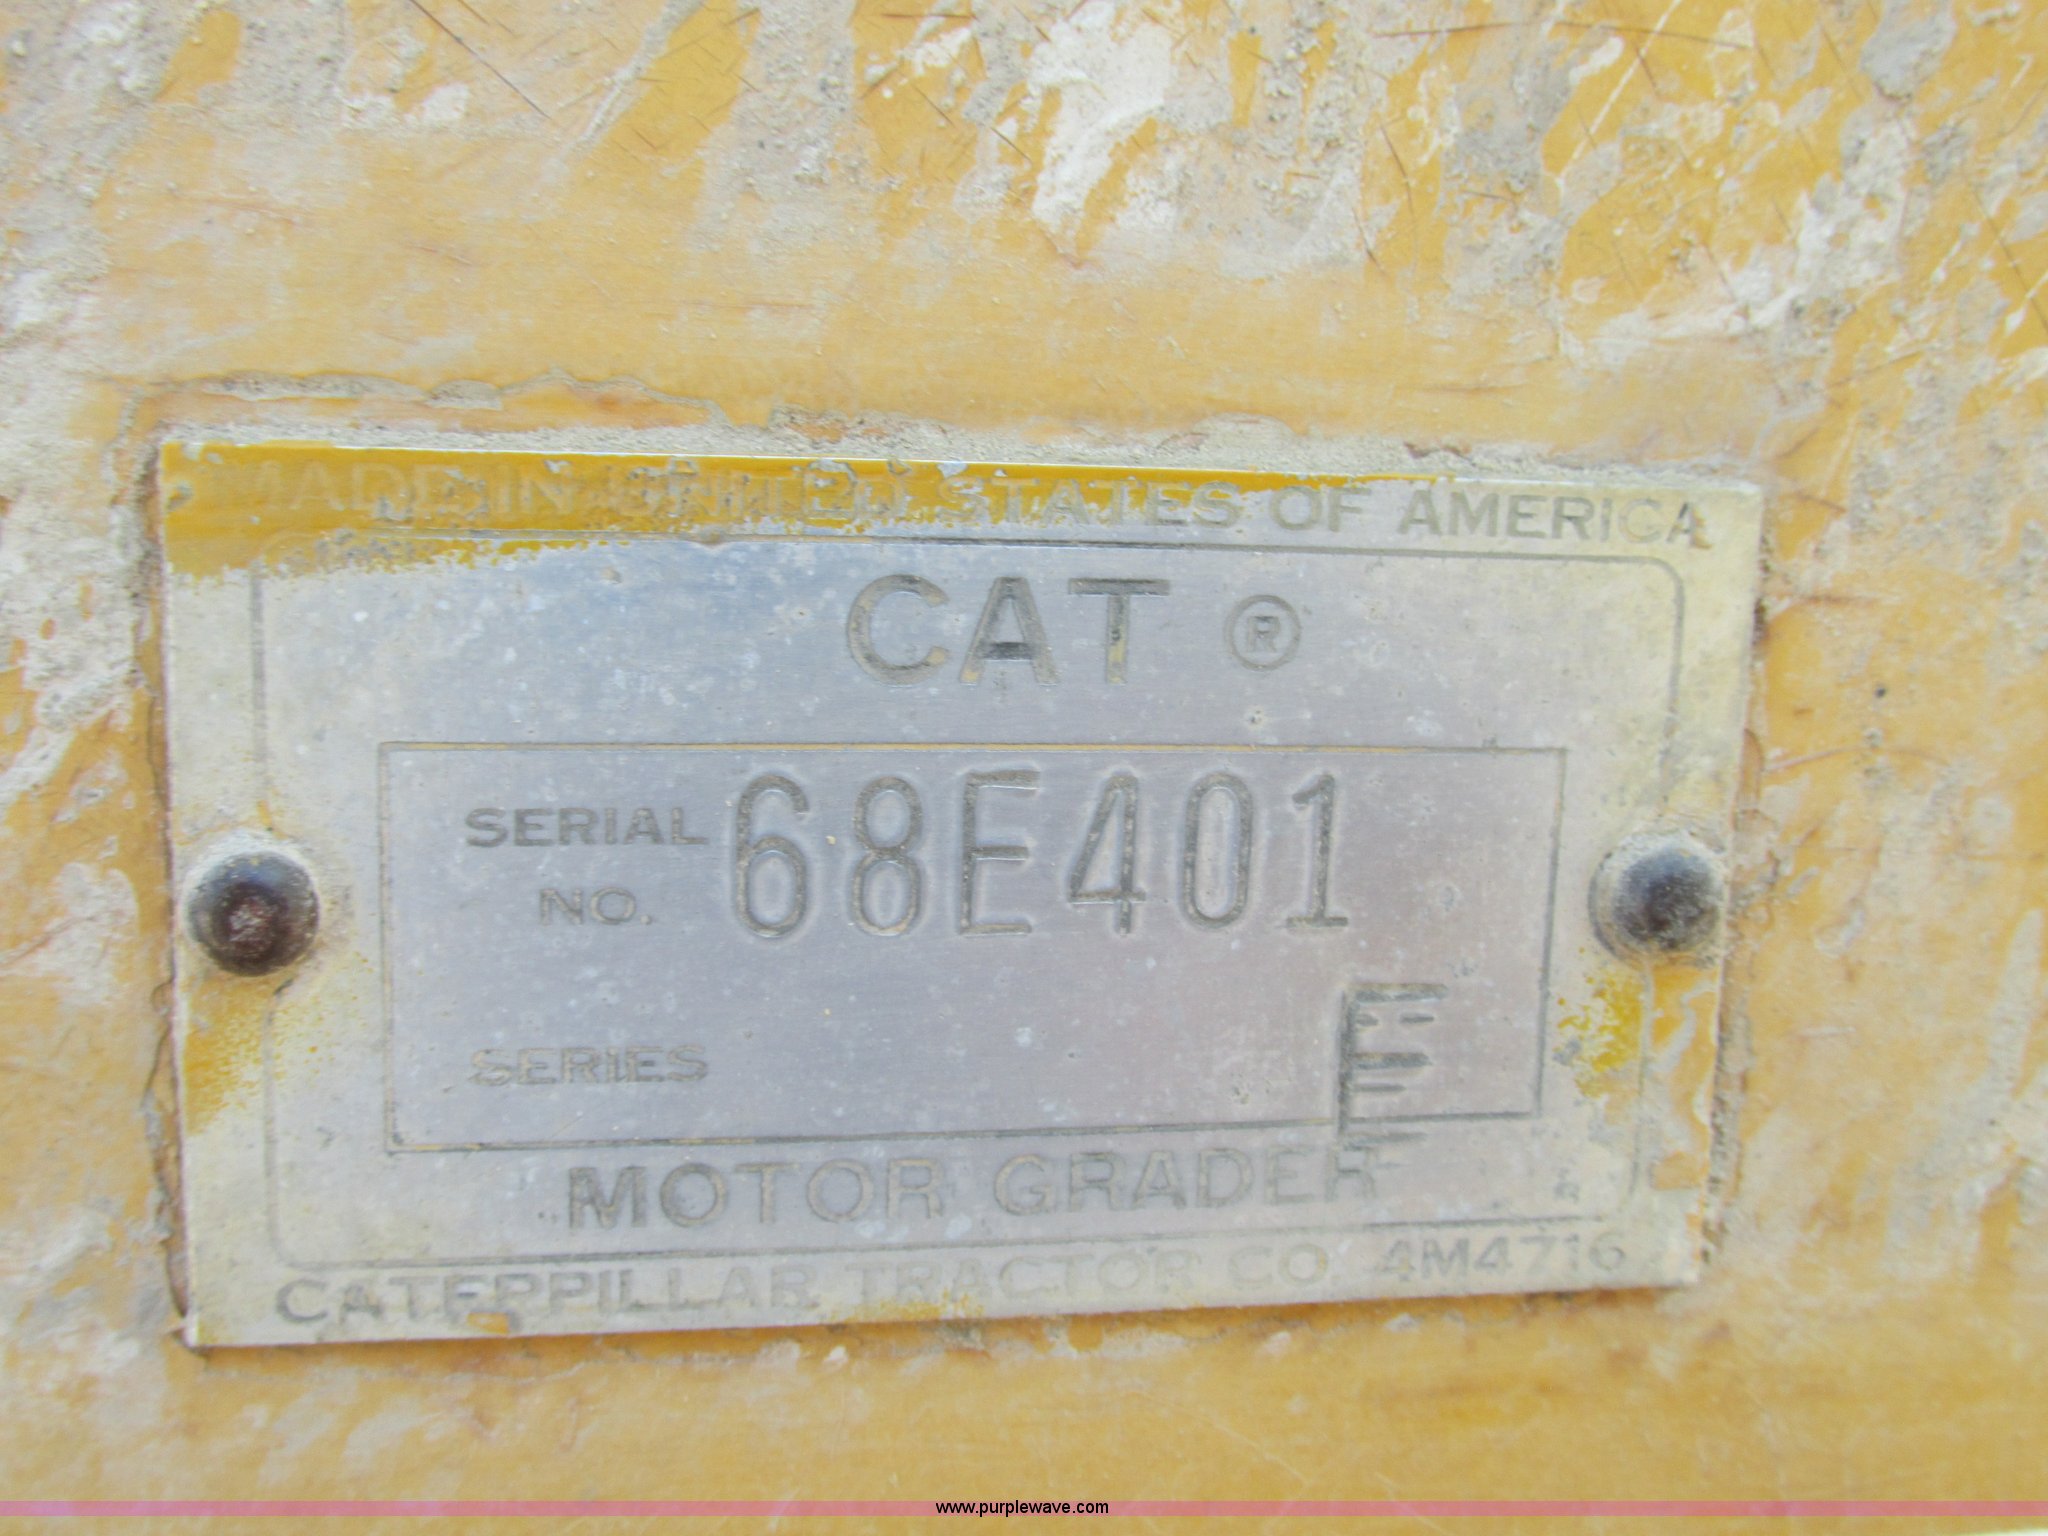 MADE IN UNITED STATES OF AMERICA
CAT ®
SERIAL NO. 68E401
SERIES E
MOTOR GRADER
CATERPILLAR TRACTOR CO. 4M4716
www.purplewave.com